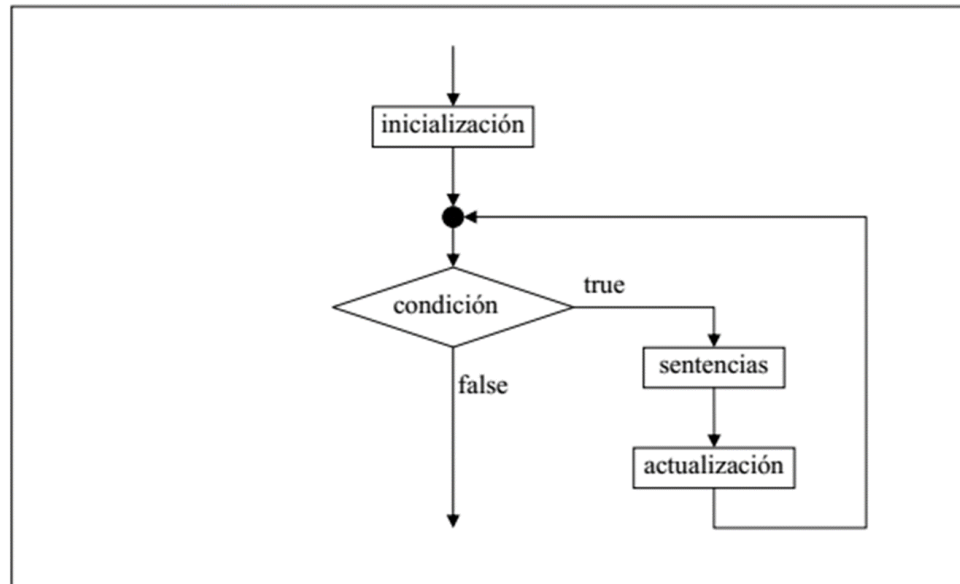 inicialización
condición
true
sentencias
false
actualización